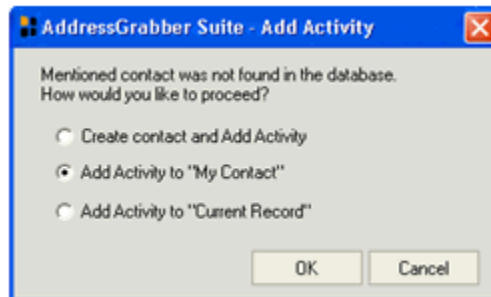 AddressGrabber Suite - Add Activity
Mentioned contact was not found in the database.
How would you like to proceed?
Create contact and Add Activity
Add Activity to "My Contact"
Add Activity to "Current Record"
OK Cancel